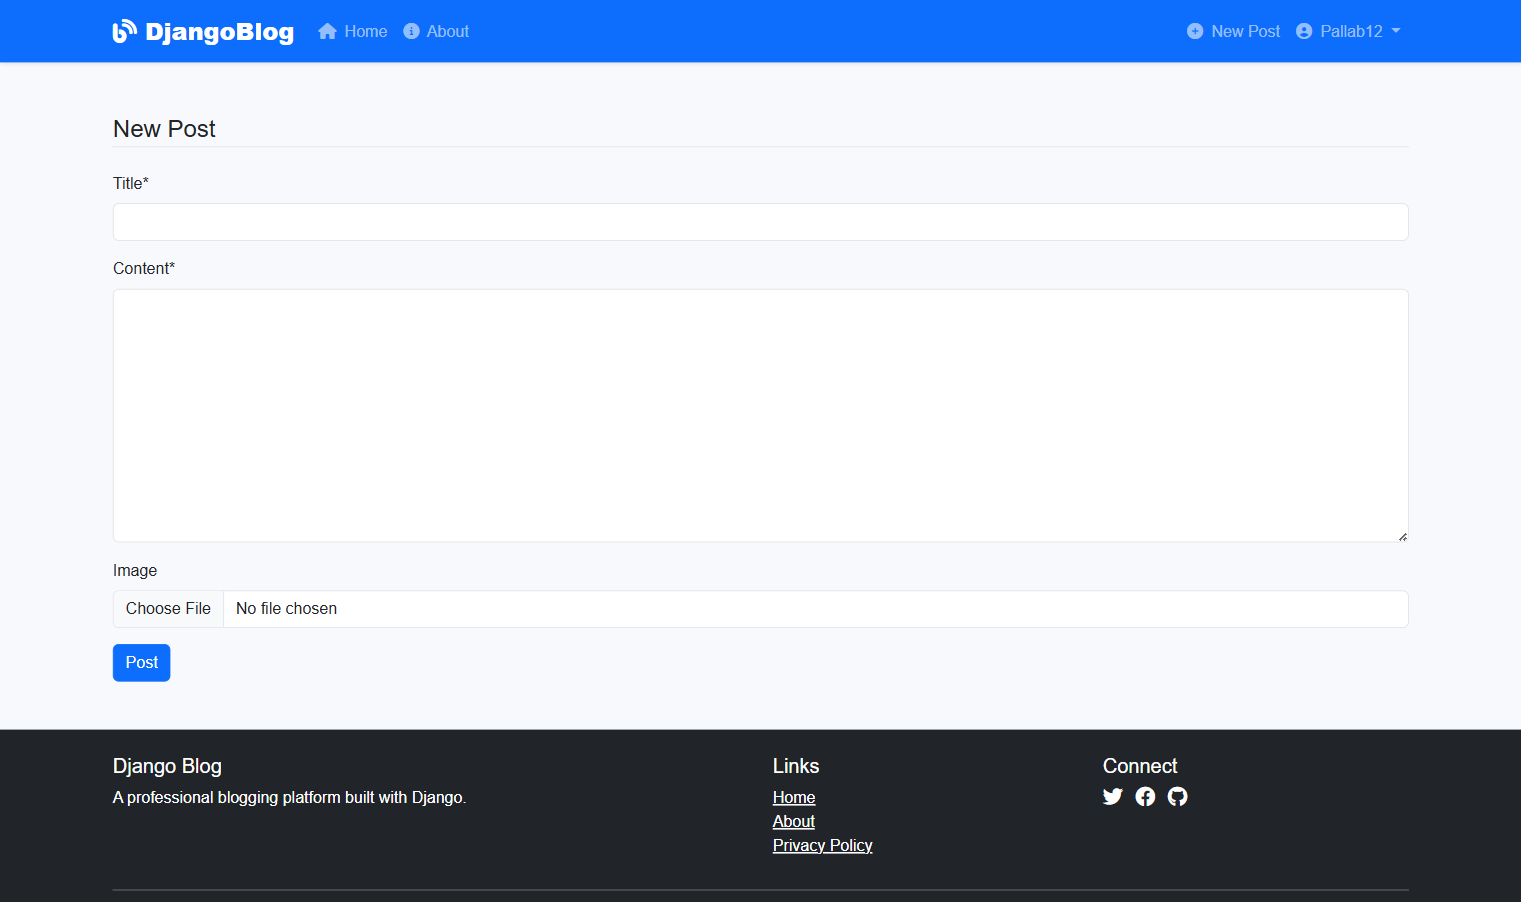 DjangoBlog Home About New Post Pallab12
New Post
Title*
Content*
Image
Choose File No file chosen
Post
Django Blog
A professional blogging platform built with Django.
Links
Home
About
Privacy Policy
Connect